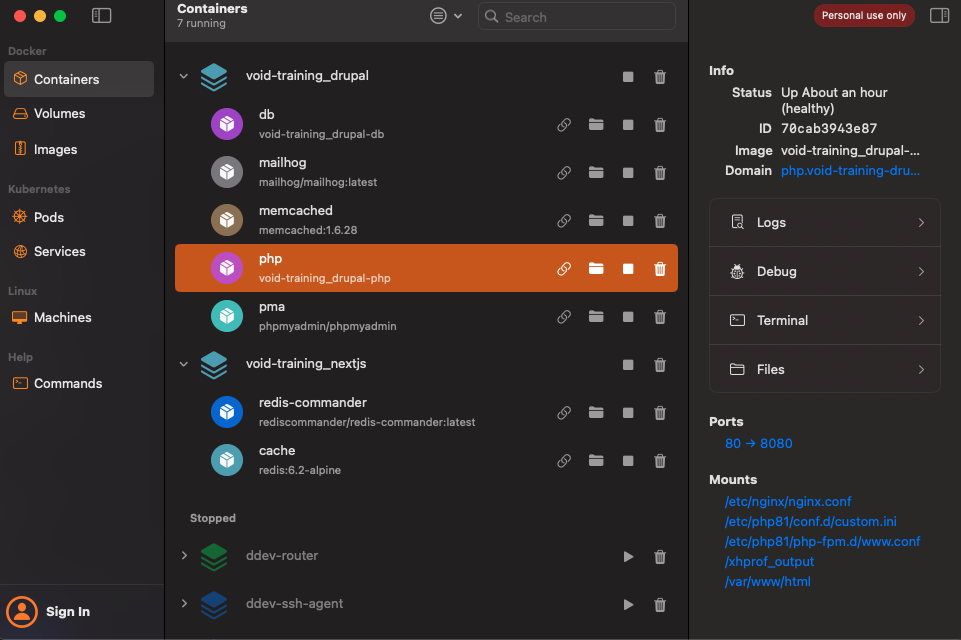 Docker
Containers
Volumes
Images
Kubernetes
Pods
Services
Linux
Machines
Help
Commands
Sign In
Containers
7 running
Search
void-training_drupal
db
void-training_drupal-db
mailhog
mailhog/mailhog:latest
memcached
memcached:1.6.28
php
void-training_drupal-php
pma
phpmyadmin/phpmyadmin
void-training_nextjs
redis-commander
rediscommander/redis-commander:latest
cache
redis:6.2-alpine
Stopped
ddev-router
ddev-ssh-agent
Personal use only
Info
Status Up About an hour
(healthy)
ID 70cab3943e87
Image void-training_drupal-...
Domain php.void-training-dru...
Logs
Debug
Terminal
Files
Ports
80 → 8080
Mounts
/etc/nginx/nginx.conf
/etc/php81/conf.d/custom.ini
/etc/php81/php-fpm.d/www.conf
/xhprof_output
/var/www/html